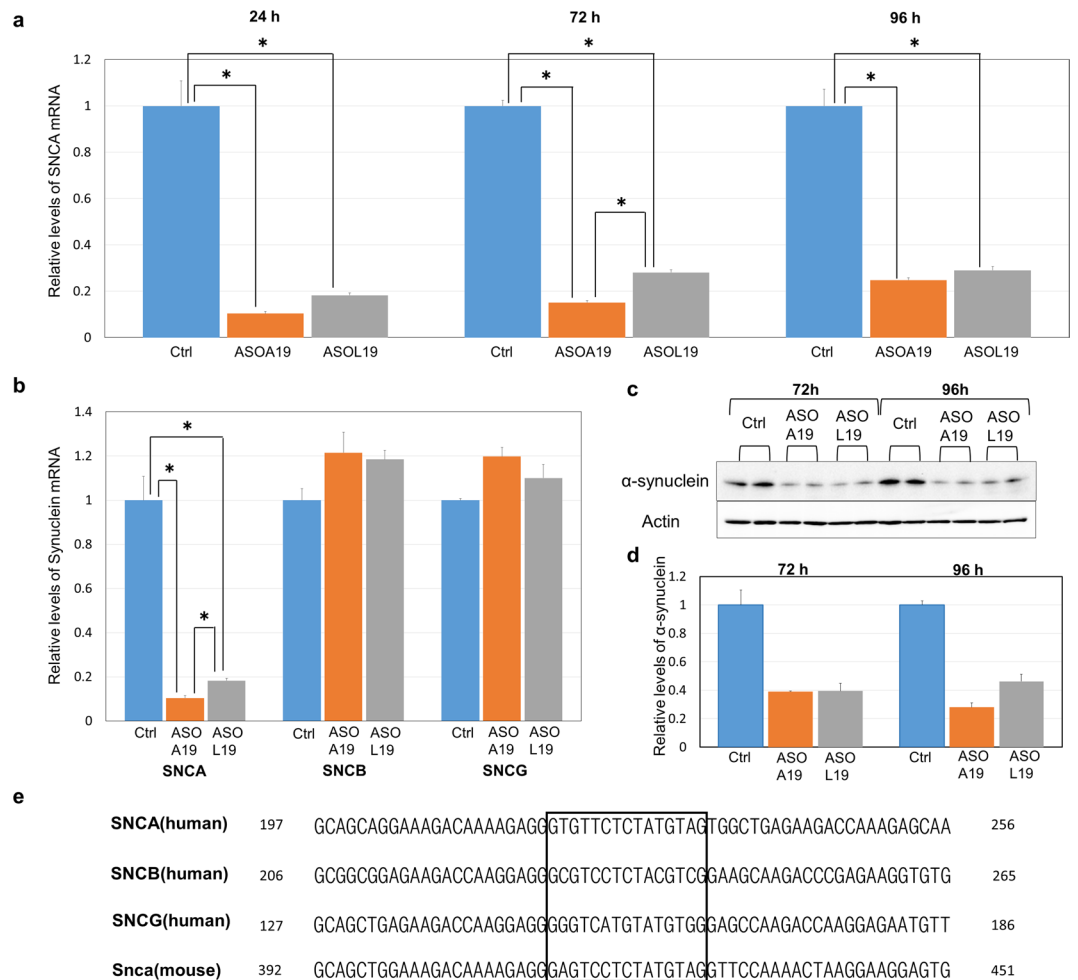 a
24 h
72 h
96 h
Relative levels of SNCA mRNA
1.2
1
0.8
0.6
0.4
0.2
0
*
*
*
*
*
*
*
Ctrl ASOA19 ASOL19
Ctrl ASOA19 ASOL19
Ctrl ASOA19 ASOL19
b
Relative levels of Synuclein mRNA
1.4
1.2
1
0.8
0.6
0.4
0.2
0
*
*
*
Ctrl ASO A19 ASO L19
SNCA
Ctrl ASO A19 ASO L19
SNCB
Ctrl ASO A19 ASO L19
SNCG
c
72h
96h
Ctrl ASO A19 ASO L19
Ctrl ASO A19 ASO L19
α-synuclein
Actin
d
72 h
96 h
Relative levels of α-synuclein
1.2
1
0.8
0.6
0.4
0.2
0
Ctrl ASO A19 ASO L19
Ctrl ASO A19 ASO L19
e
SNCA(human) 197 GCAGCAGGAAAGACAAAAGAGGGTGTTCTCTATGTAGTGGCTGAGAAGACCAAAGAGCAA 256
SNCB(human) 206 GCGGCGGAGAAGACCAAGGAGGGCGTCCTCTACGTCGGAAGCAAGACCCGAGAAGGTGTG 265
SNCG(human) 127 GCAGCTGAGAAGACCAAGGAGGGGGTCATGTATGTGGGAGCCAAGACCAAGGAGAATGTT 186
Snca(mouse) 392 GCAGCTGGAAAGACAAAAGAGGGAGTCCTCTATGTAGGTTCCAAAACTAAGGAAGGAGTG 451